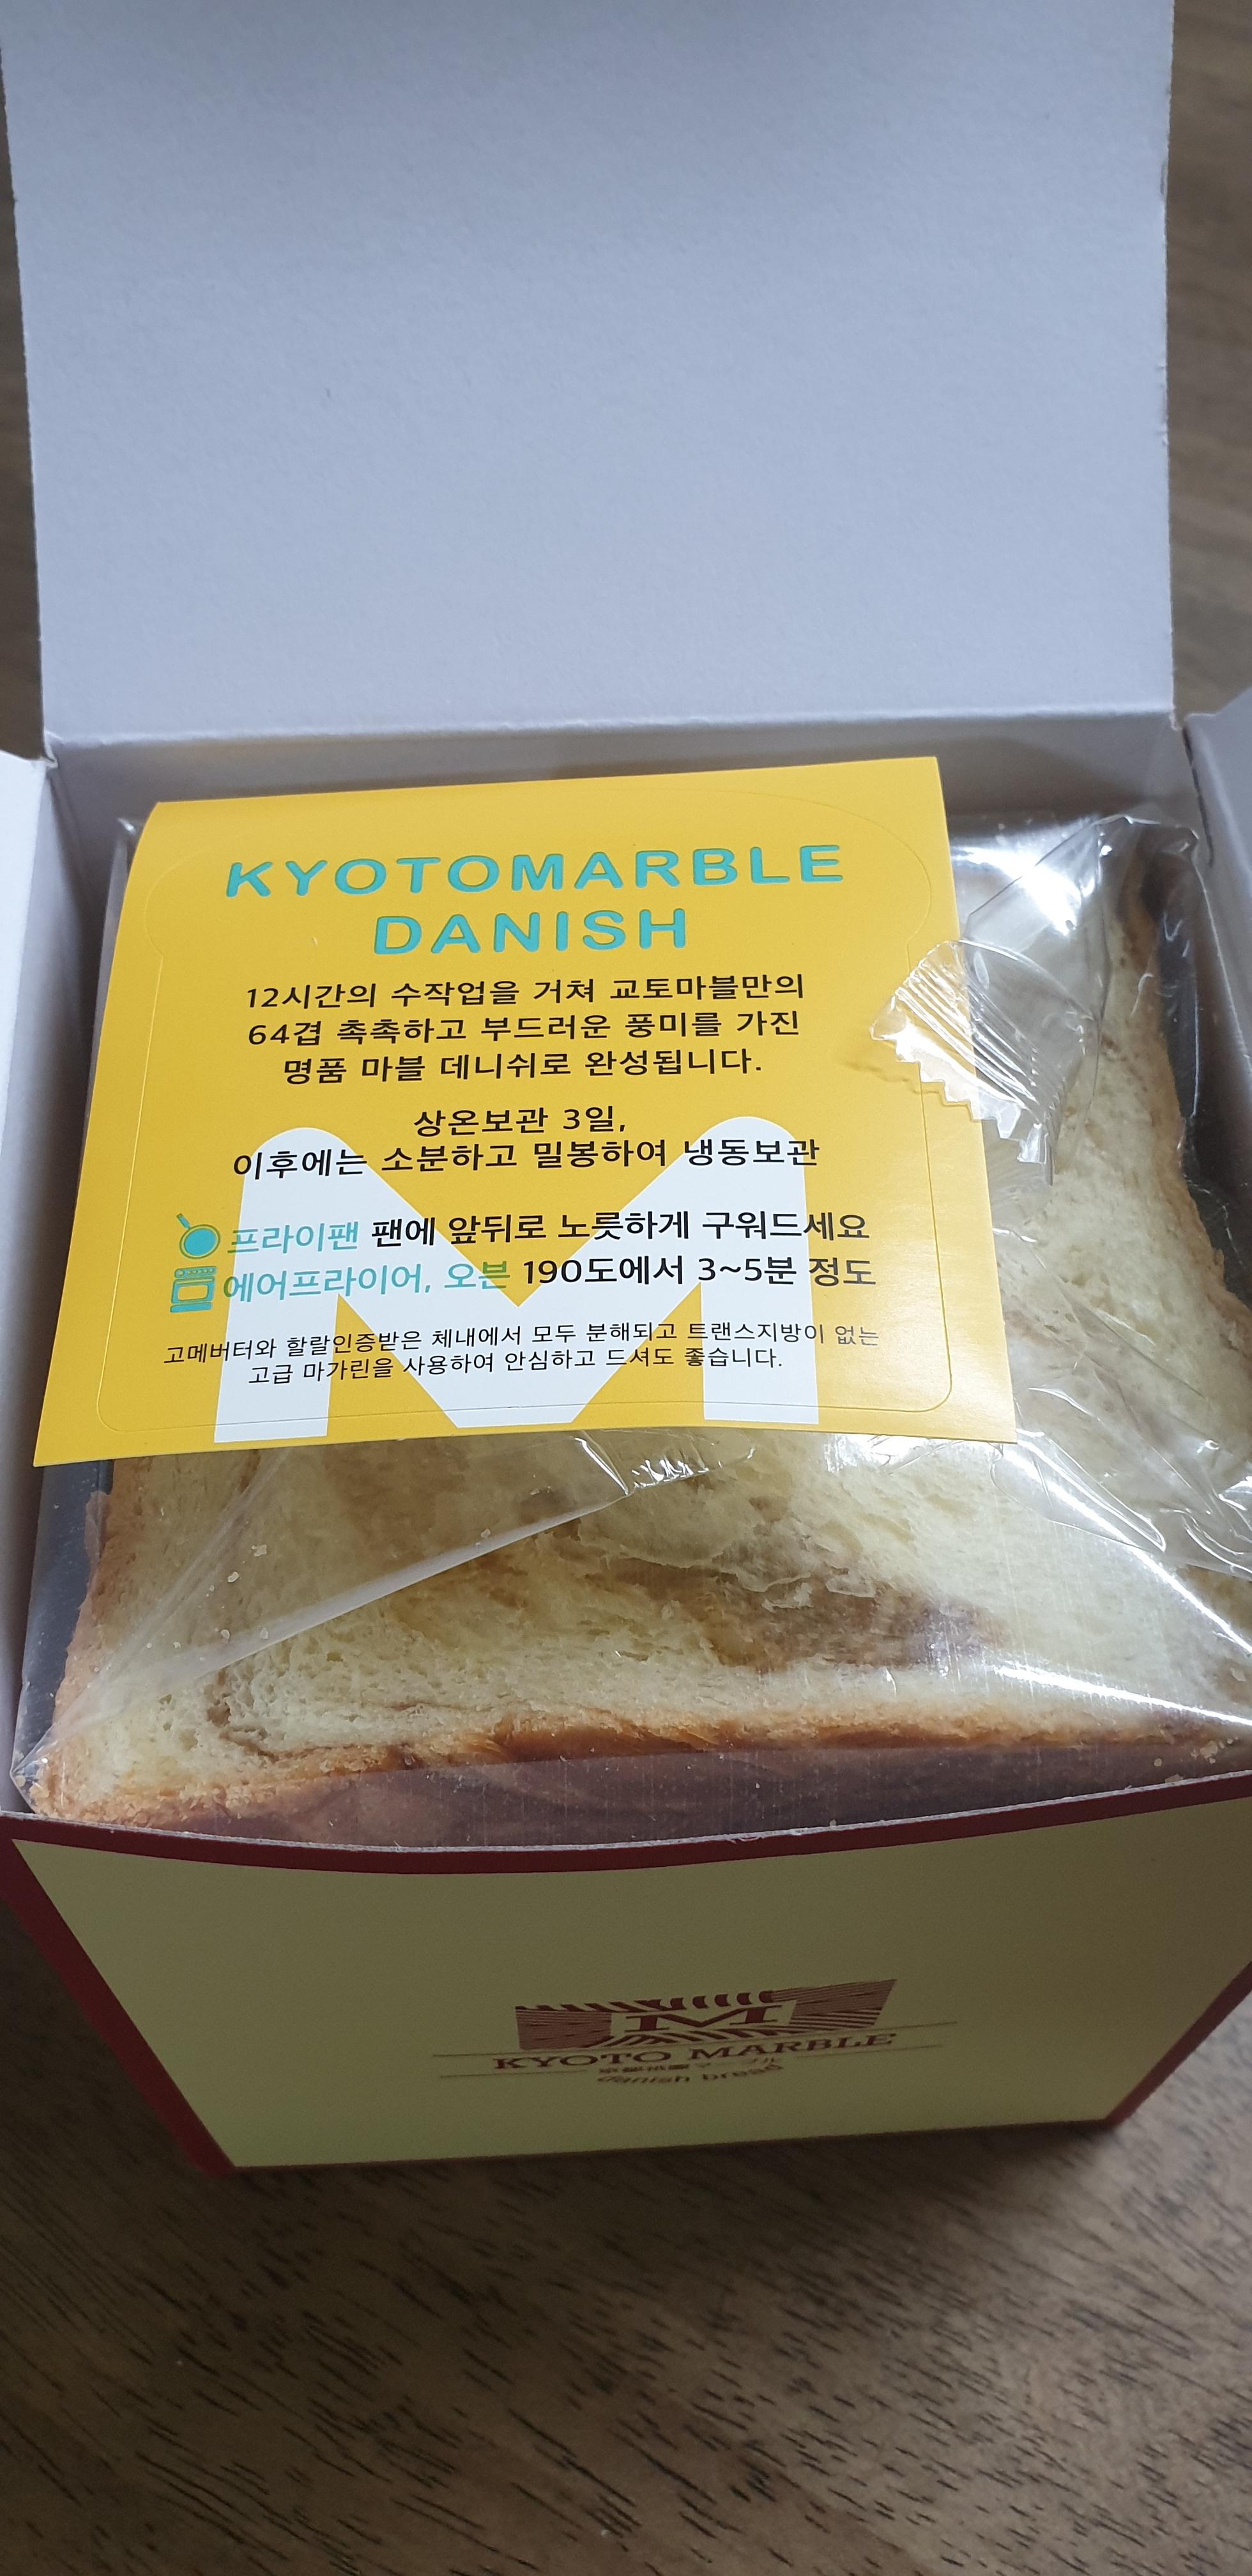 KYOTOMARBLE
DANISH
12시간의 수작업을 거쳐 교토마블만의
64겹 촉촉하고 부드러운 풍미를 가진
명품 마블 데니쉬로 완성됩니다.
상온보관 3일,
이후에는 소분하고 밀봉하여 냉동보관
프라이팬 팬에 앞뒤로 노릇하게 구워드세요
에어프라이어, 오븐 190도에서 3~5분 정도
고메버터와 할랄인증받은 체내에서 모두 분해되고 트랜스지방이 없는
고급 마가린을 사용하여 안심하고 드셔도 좋습니다.
M
M
KYOTO MARBLE
danish bread